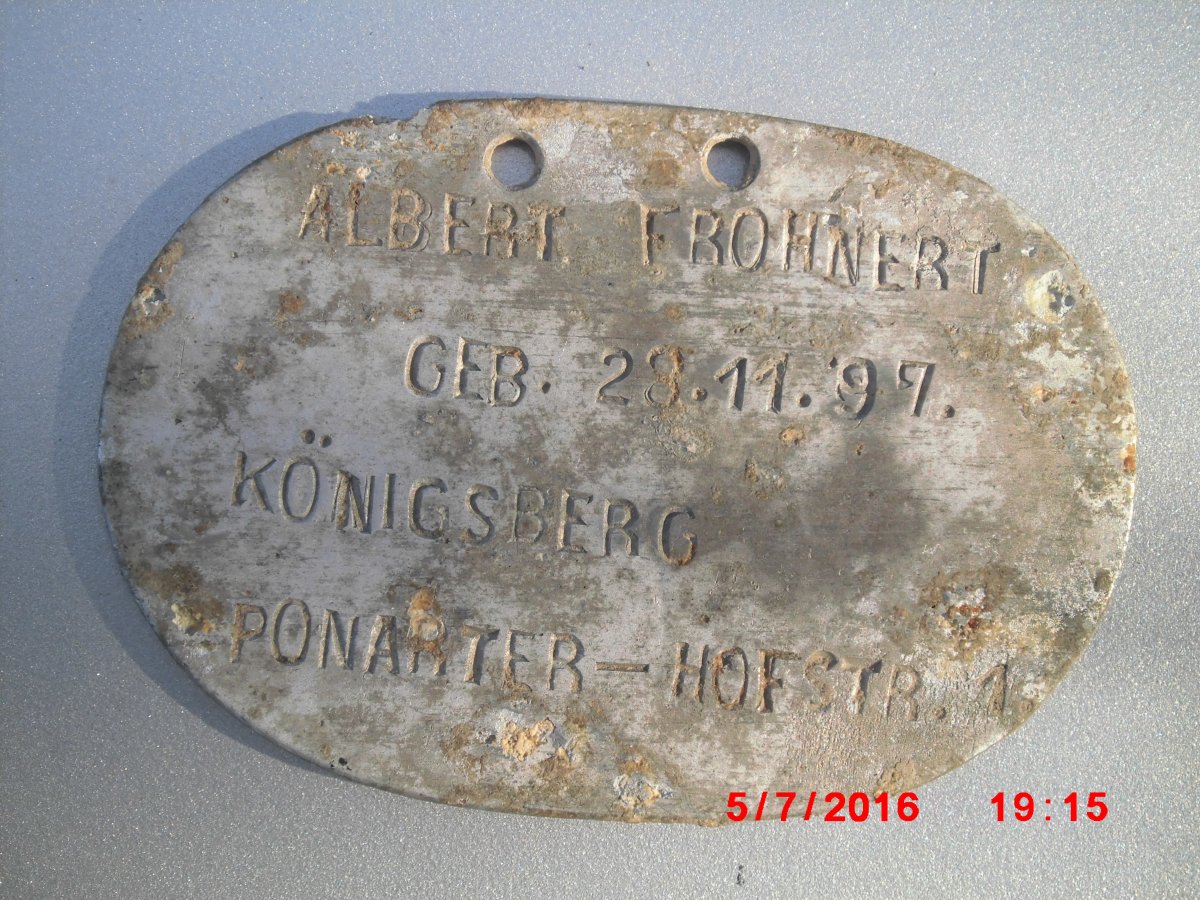 ALBERT FROHNERT
GEB. 28.11.97.
KÖNIGSBERG
PONARTER-HOFSTR. 1.
5/7/2016 19:15